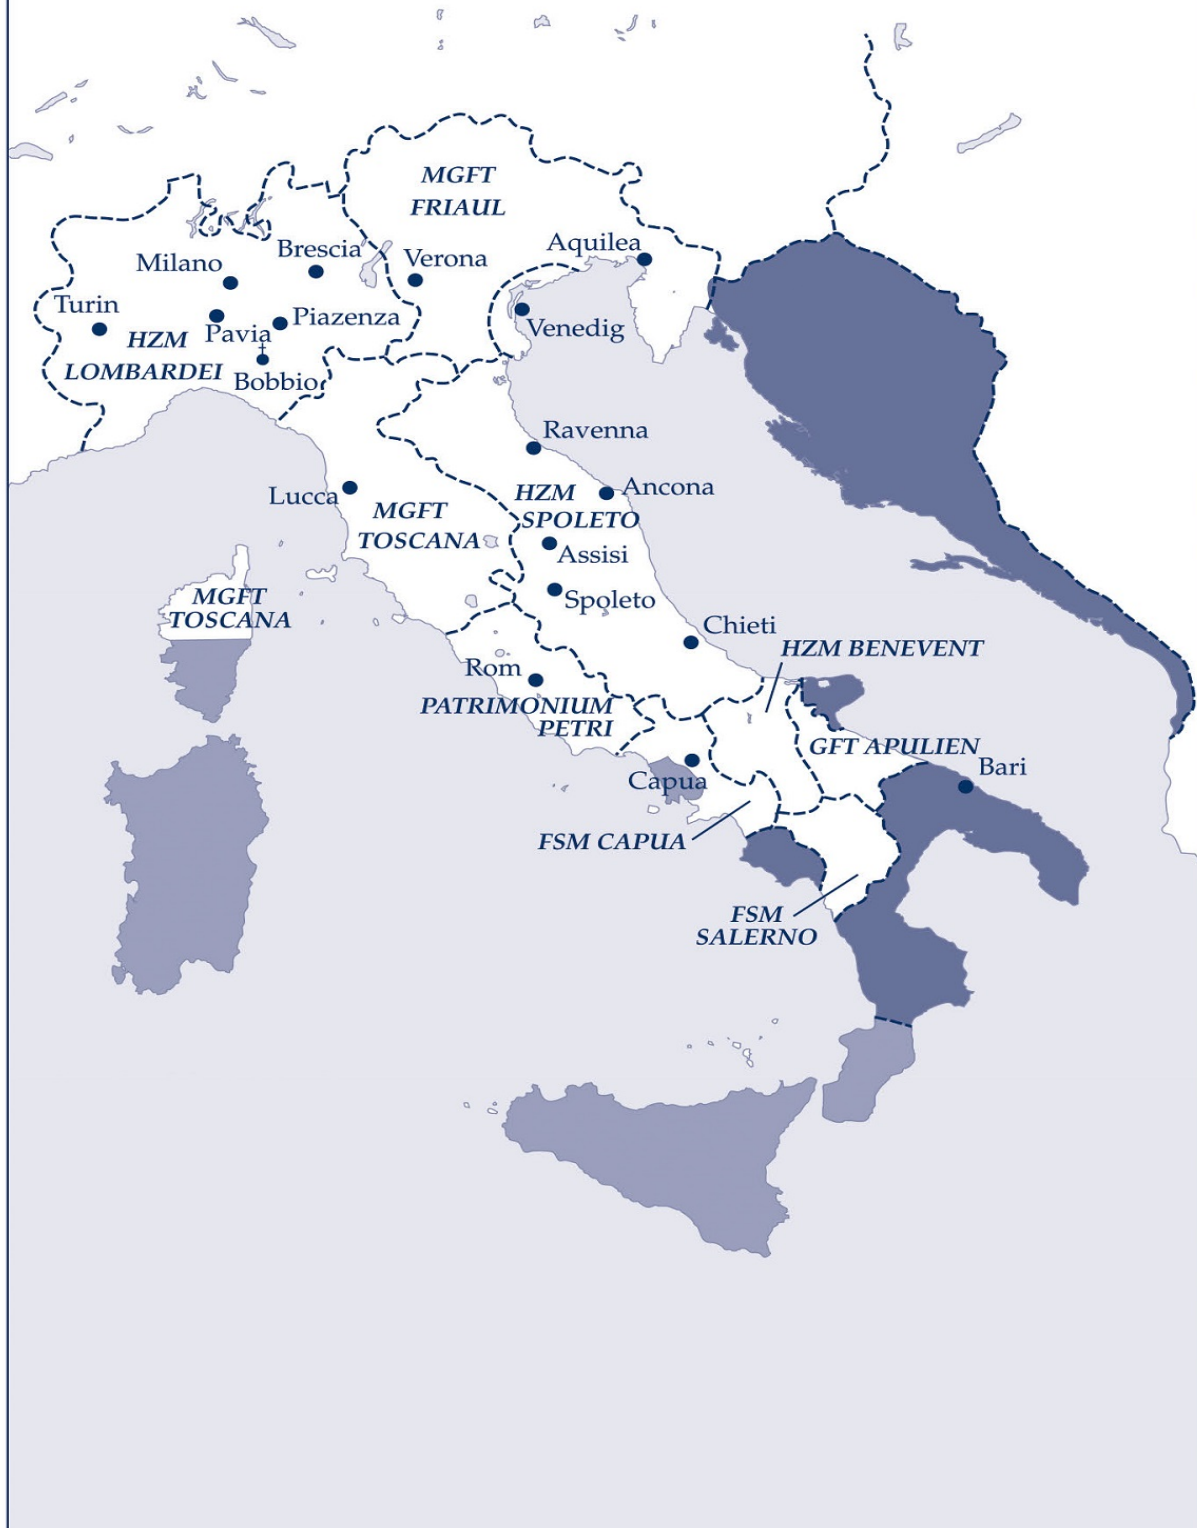 MGFT
FRIAUL
Aquilea
Brescia
Verona
Milano
Turin
Piazenza
Venedig
Pavia
HZM
LOMBARDEI
Bobbio
Ravenna
Lucca
HZM
SPOLETO
Ancona
MGFT
TOSCANA
Assisi
MGFT
TOSCANA
Spoleto
Chieti
HZM BENEVENT
Rom
PATRIMONIUM
PETRI
GFT APULIEN
Bari
Capua
FSM CAPUA
FSM
SALERNO